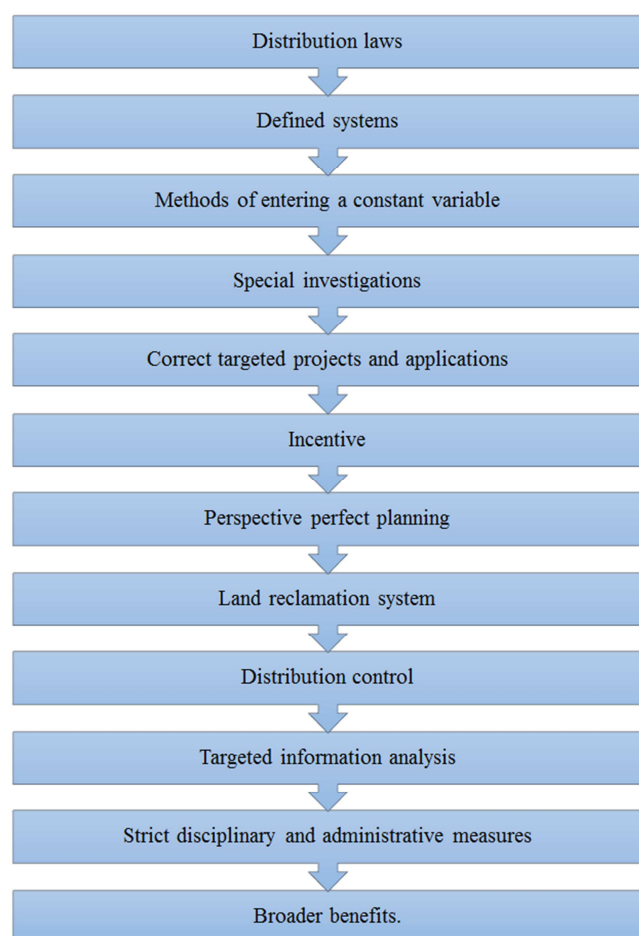 Distribution laws
Defined systems
Methods of entering a constant variable
Special investigations
Correct targeted projects and applications
Incentive
Perspective perfect planning
Land reclamation system
Distribution control
Targeted information analysis
Strict disciplinary and administrative measures
Broader benefits.